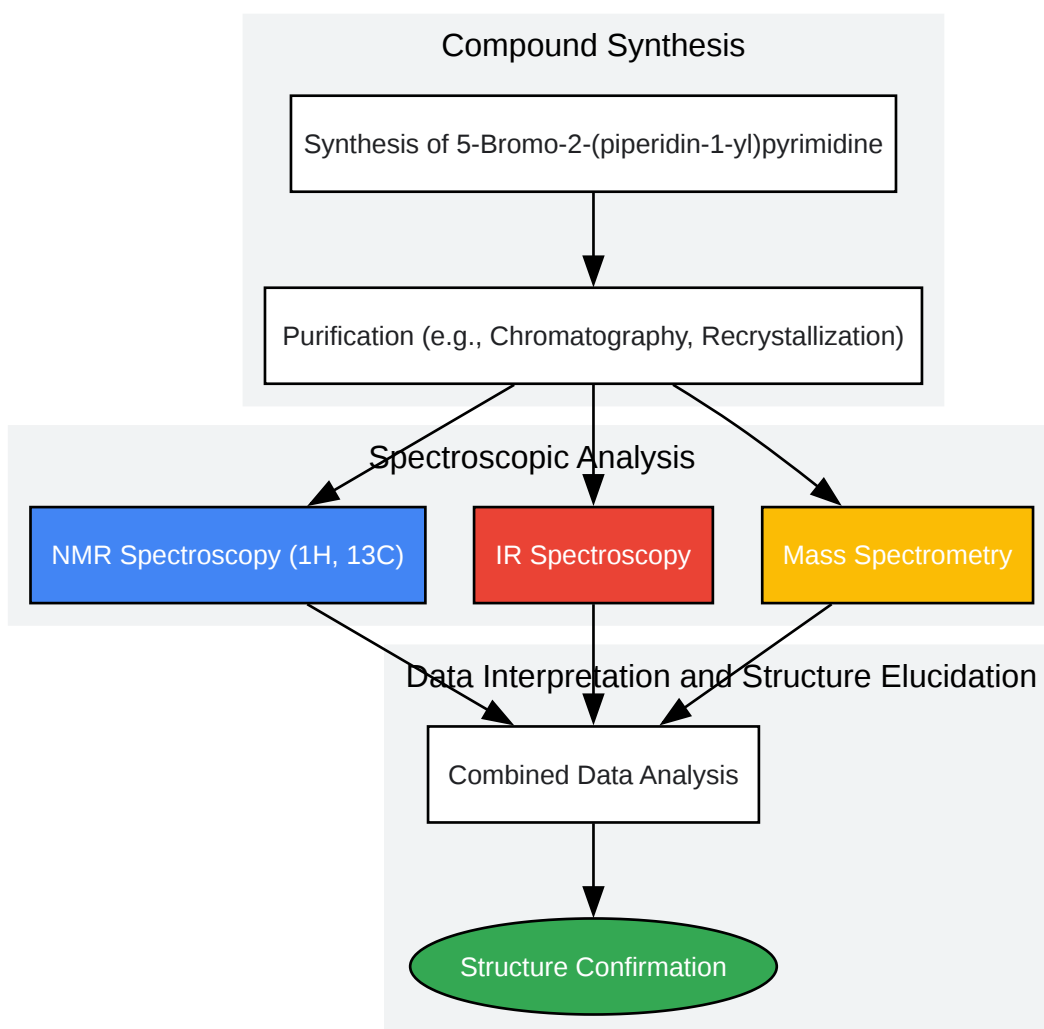 Compound Synthesis
Synthesis of 5-Bromo-2-(piperidin-1-yl)pyrimidine
Purification (e.g., Chromatography, Recrystallization)
Spectroscopic Analysis
NMR Spectroscopy (1H, 13C)
IR Spectroscopy
Mass Spectrometry
Data Interpretation and Structure Elucidation
Combined Data Analysis
Structure Confirmation